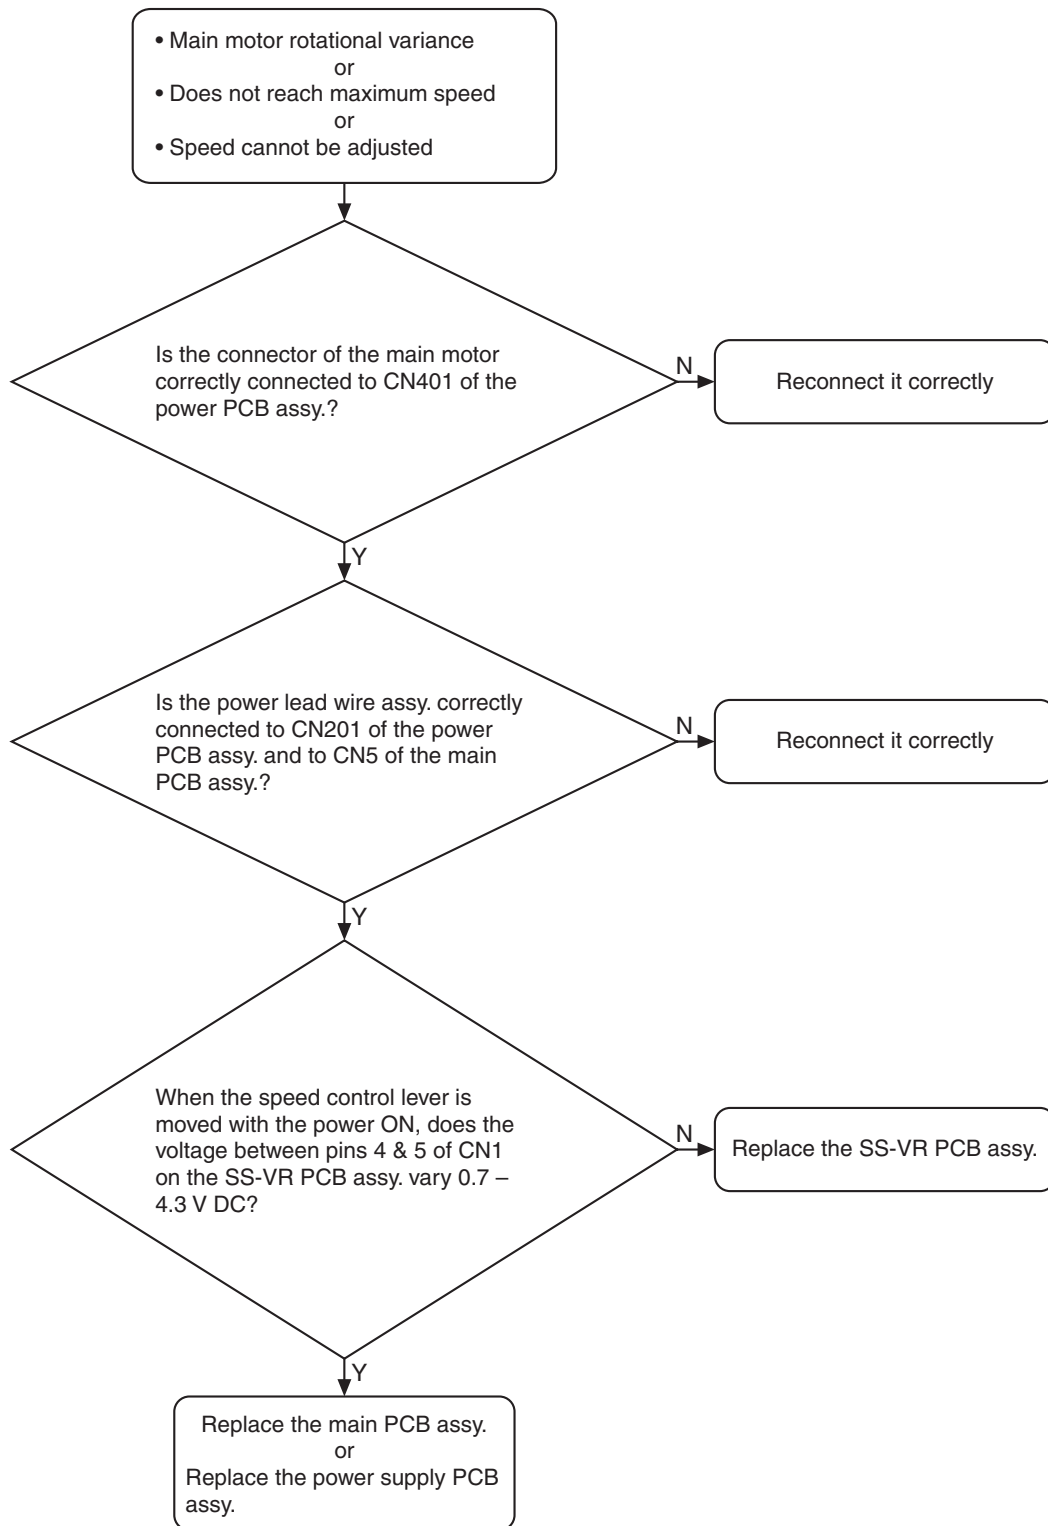 • Main motor rotational variance
or
• Does not reach maximum speed
or
• Speed cannot be adjusted
Is the connector of the main motor
correctly connected to CN401 of the
power PCB assy.?
N
Reconnect it correctly
Y
Is the power lead wire assy. correctly
connected to CN201 of the power
PCB assy. and to CN5 of the main
PCB assy.?
N
Reconnect it correctly
Y
When the speed control lever is
moved with the power ON, does the
voltage between pins 4 & 5 of CN1
on the SS-VR PCB assy. vary 0.7 –
4.3 V DC?
N
Replace the SS-VR PCB assy.
Y
Replace the main PCB assy.
or
Replace the power supply PCB
assy.